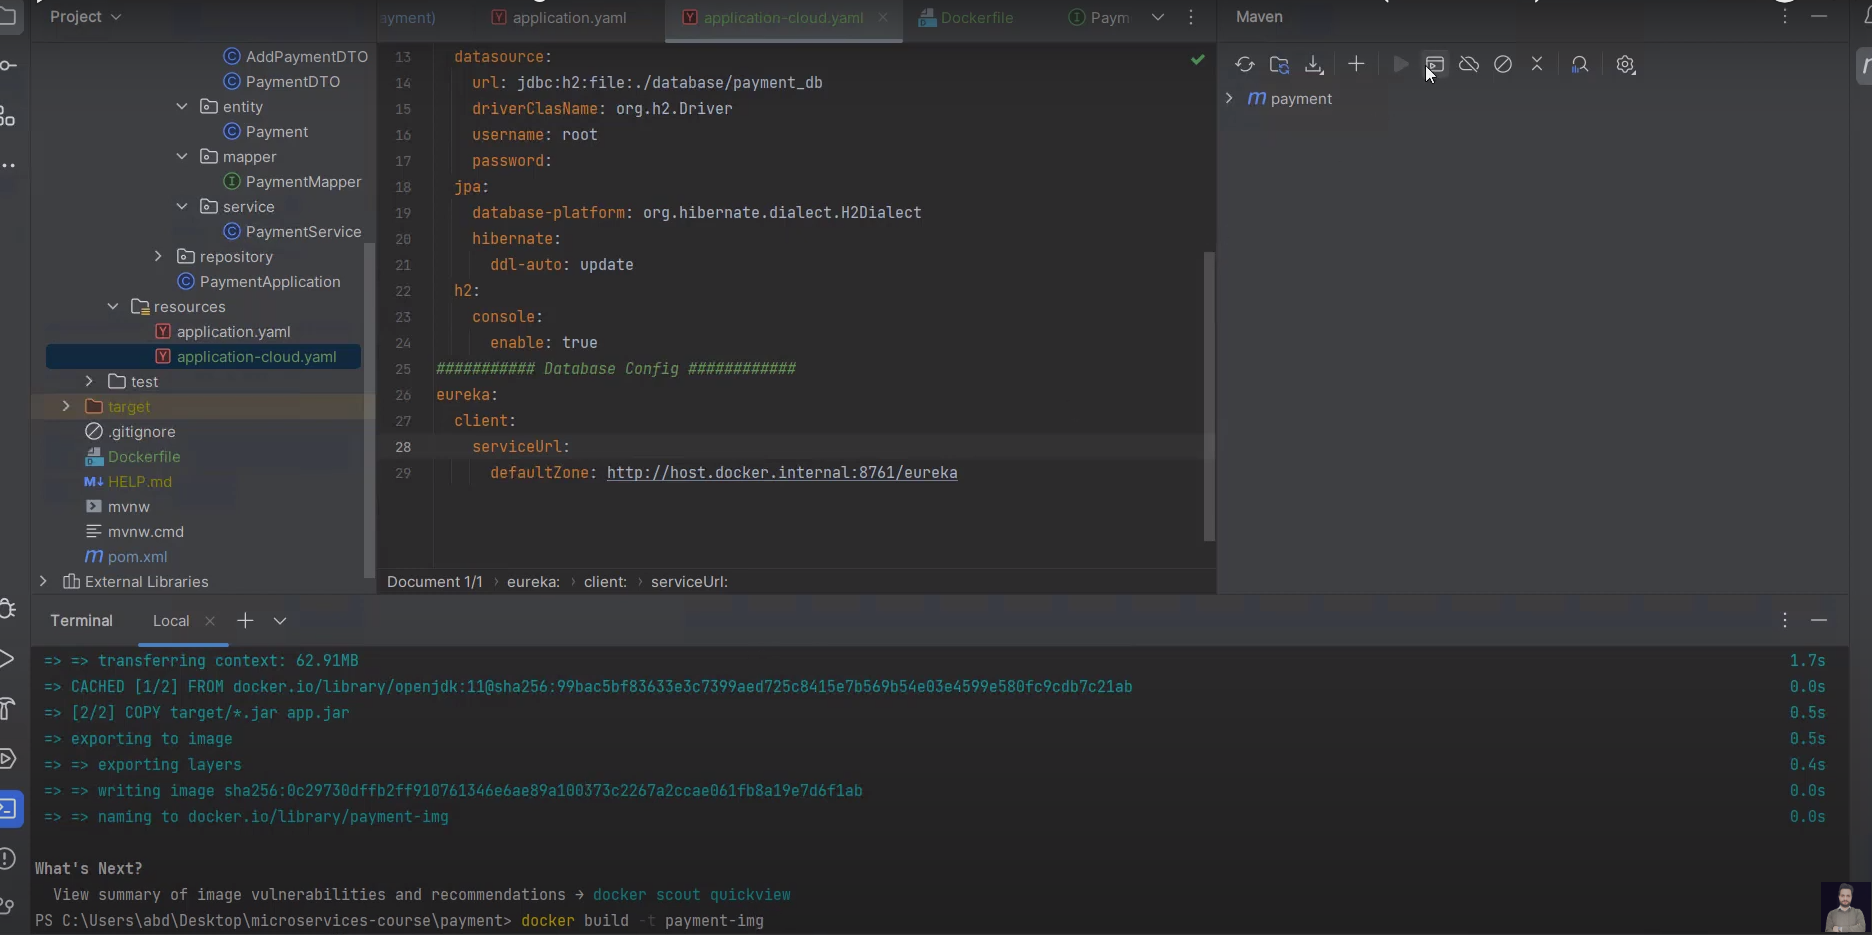 Project
AddPaymentDTO
PaymentDTO
entity
Payment
mapper
PaymentMapper
service
PaymentService
repository
PaymentApplication
resources
application.yaml
application-cloud.yaml
test
target
.gitignore
Dockerfile
HELP.md
mvnw
mvnw.cmd
pom.xml
External Libraries
ayment) application.yaml application-cloud.yaml Dockerfile Paym
13 datasource:
14 url: jdbc:h2:file:./database/payment_db
15 driverClasName: org.h2.Driver
16 username: root
17 password:
18 jpa:
19 database-platform: org.hibernate.dialect.H2Dialect
20 hibernate:
21 ddl-auto: update
22 h2:
23 console:
24 enable: true
25 ########### Database Config ############
26 eureka:
27 client:
28 serviceUrl:
29 defaultZone: http://host.docker.internal:8761/eureka
Document 1/1 › eureka: › client: › serviceUrl:
Maven
payment
Terminal Local
=> => transferring context: 62.91MB 1.7s
=> CACHED [1/2] FROM docker.io/library/openjdk:11@sha256:99bac5bf83633e3c7399aed725c8415e7b569b54e03e4599e580fc9cdb7c21ab 0.0s
=> [2/2] COPY target/*.jar app.jar 0.5s
=> exporting to image 0.5s
=> => exporting layers 0.4s
=> => writing image sha256:0c29730dffb2ff910761346e6ae89a100373c2267a2ccae061fb8a19e7d6f1ab 0.0s
=> => naming to docker.io/library/payment-img 0.0s
What's Next?
View summary of image vulnerabilities and recommendations → docker scout quickview
PS C:\Users\abd\Desktop\microservices-course\payment> docker build -t payment-img